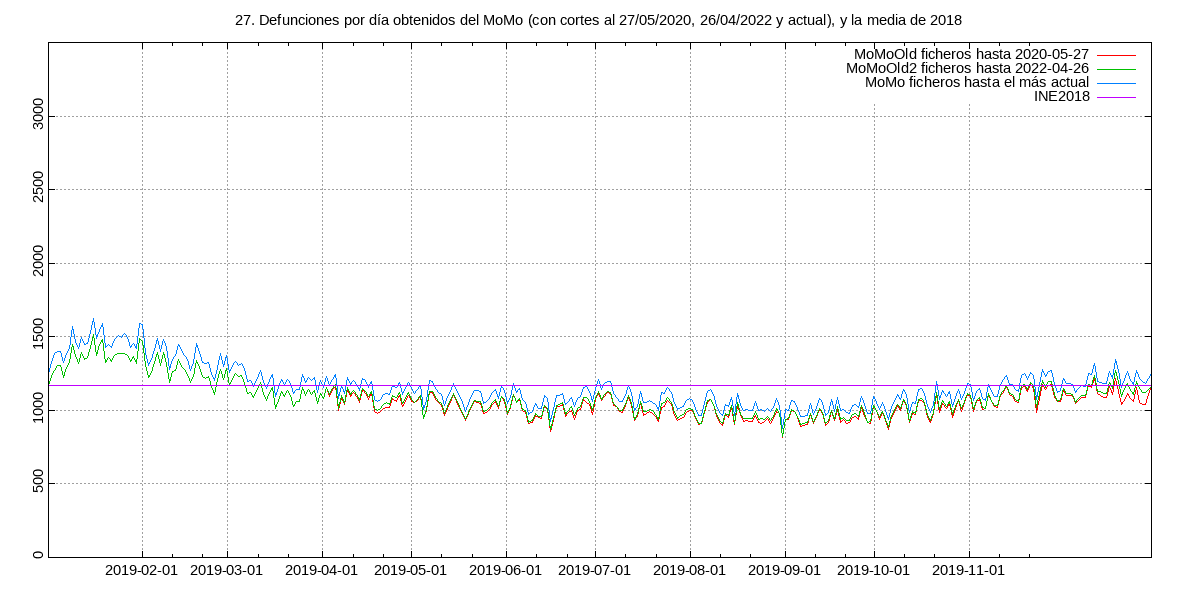 27. Defunciones por día obtenidos del MoMo (con cortes al 27/05/2020, 26/04/2022 y actual), y la media de 2018
MoMoOld ficheros hasta 2020-05-27
MoMoOld2 ficheros hasta 2022-04-26
MoMo ficheros hasta el más actual
INE2018
3000
2500
2000
1500
1000
500
0
2019-02-01 2019-03-01 2019-04-01 2019-05-01 2019-06-01 2019-07-01 2019-08-01 2019-09-01 2019-10-01 2019-11-01